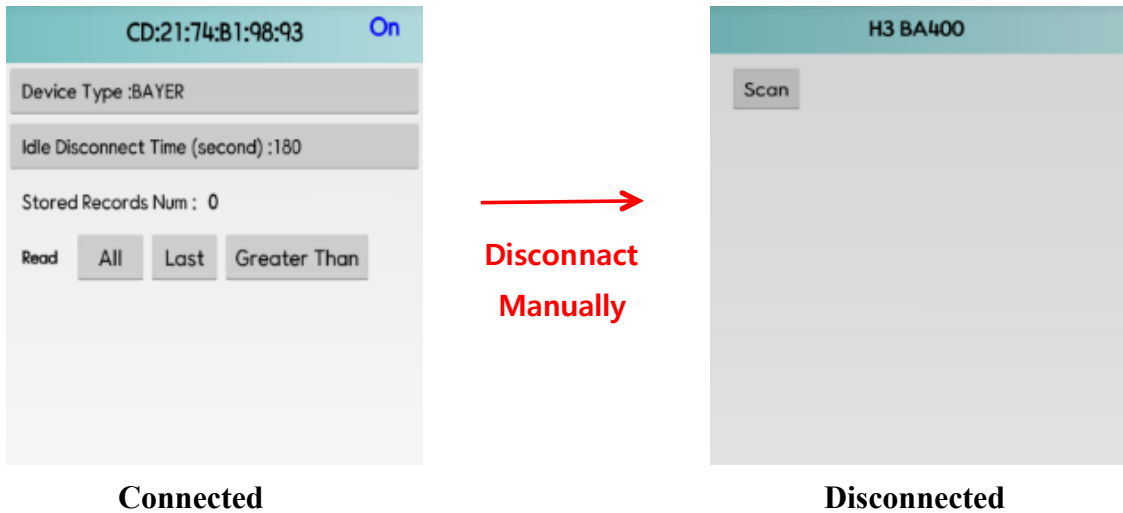 CD:21:74:B1:98:93 On
Device Type :BAYER
Idle Disconnect Time (second) :180
Stored Records Num : 0
Read All Last Greater Than
Connected
Disconnact
Manually
H3 BA400
Scan
Disconnected